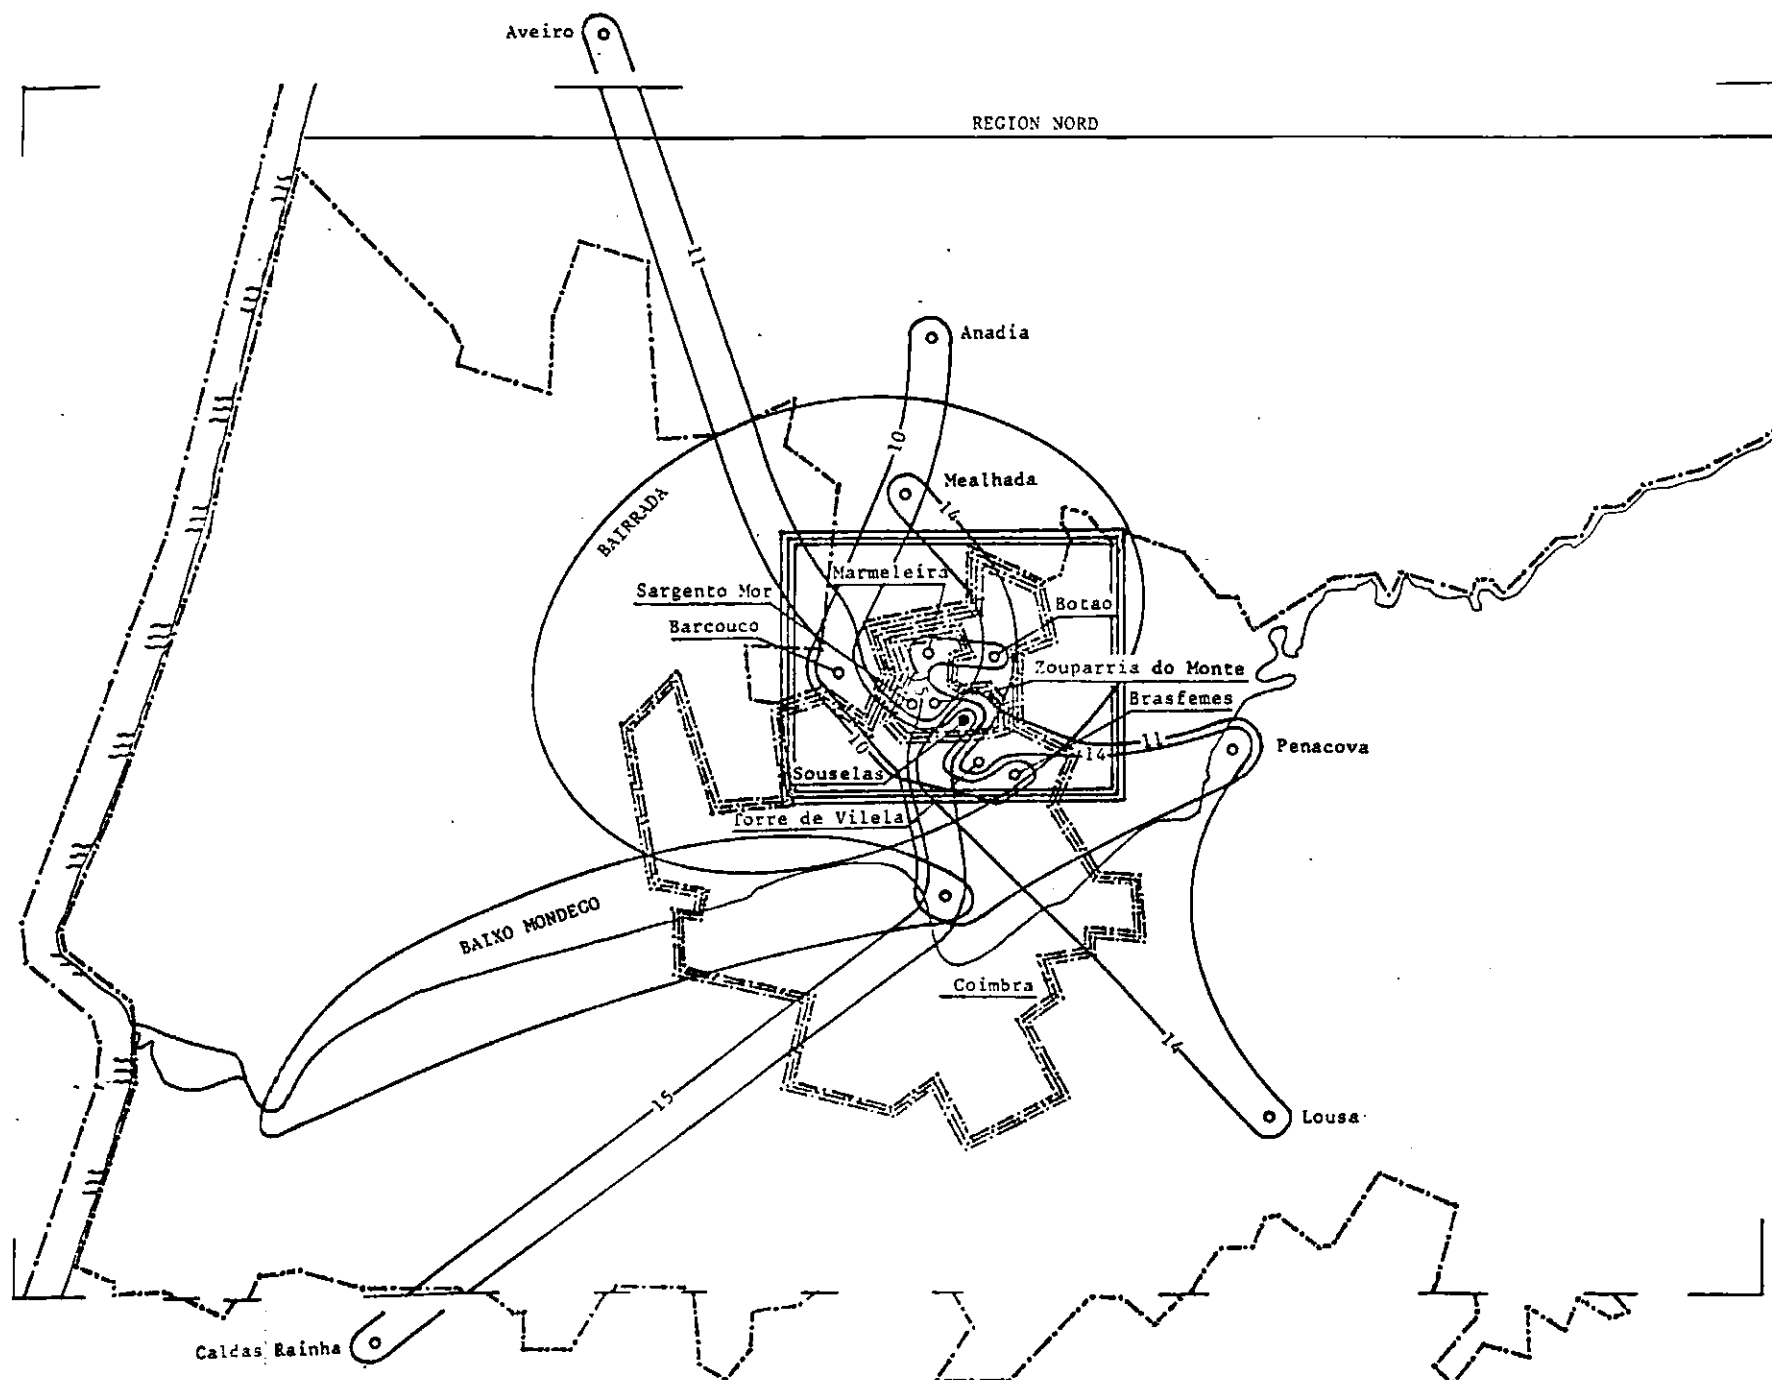 Aveiro
REGION NORD
11
Anadia
10
Mealhada
14
BAIRRADA
Marmeleira
Sargento Mor
Botao
Barcouco
Zouparria do Monte
Brasfemes
10
11
14
Penacova
Souselas
Torre de Vilela
BAIXO MONDEGO
Coimbra
14
15
Lousa
Caldas Rainha